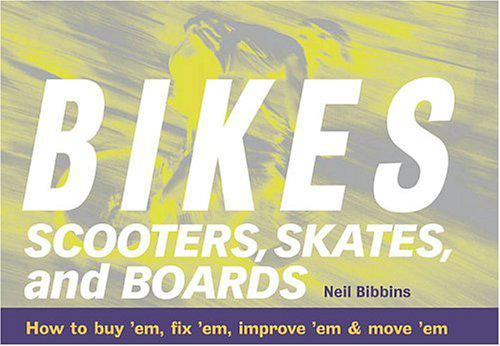 BIKES
SCOOTERS, SKATES,
and BOARDS Neil Bibbins
How to buy 'em, fix 'em, improve 'em & move 'em